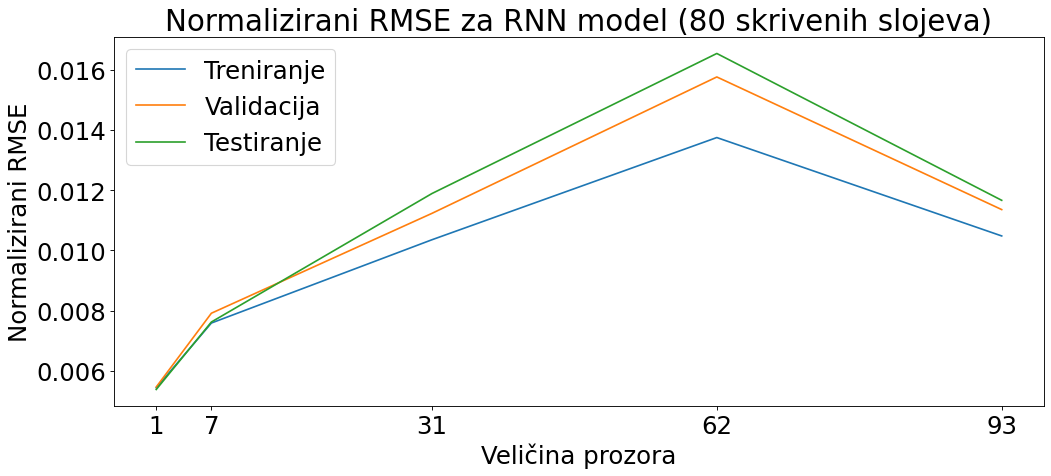 Normalizirani RMSE za RNN model (80 skrivenih slojeva)
Treniranje
Validacija
Testiranje
Normalizirani RMSE
0.016
0.014
0.012
0.010
0.008
0.006
1 7 31 62 93
Veličina prozora